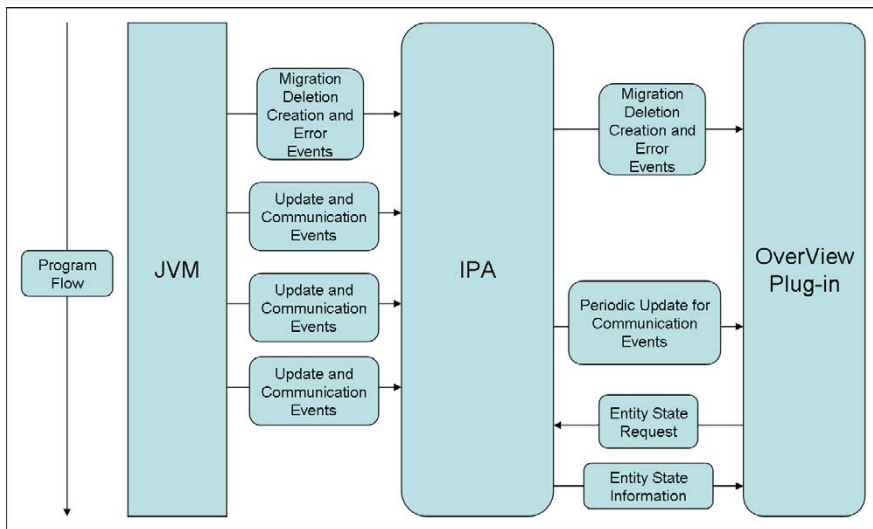 Program
Flow
JVM
Migration
Deletion
Creation and
Error
Events
Update and
Communication
Events
Update and
Communication
Events
Update and
Communication
Events
IPA
Migration
Deletion
Creation and
Error
Events
Periodic Update for
Communication
Events
Entity State
Request
Entity State
Information
OverView
Plug-in